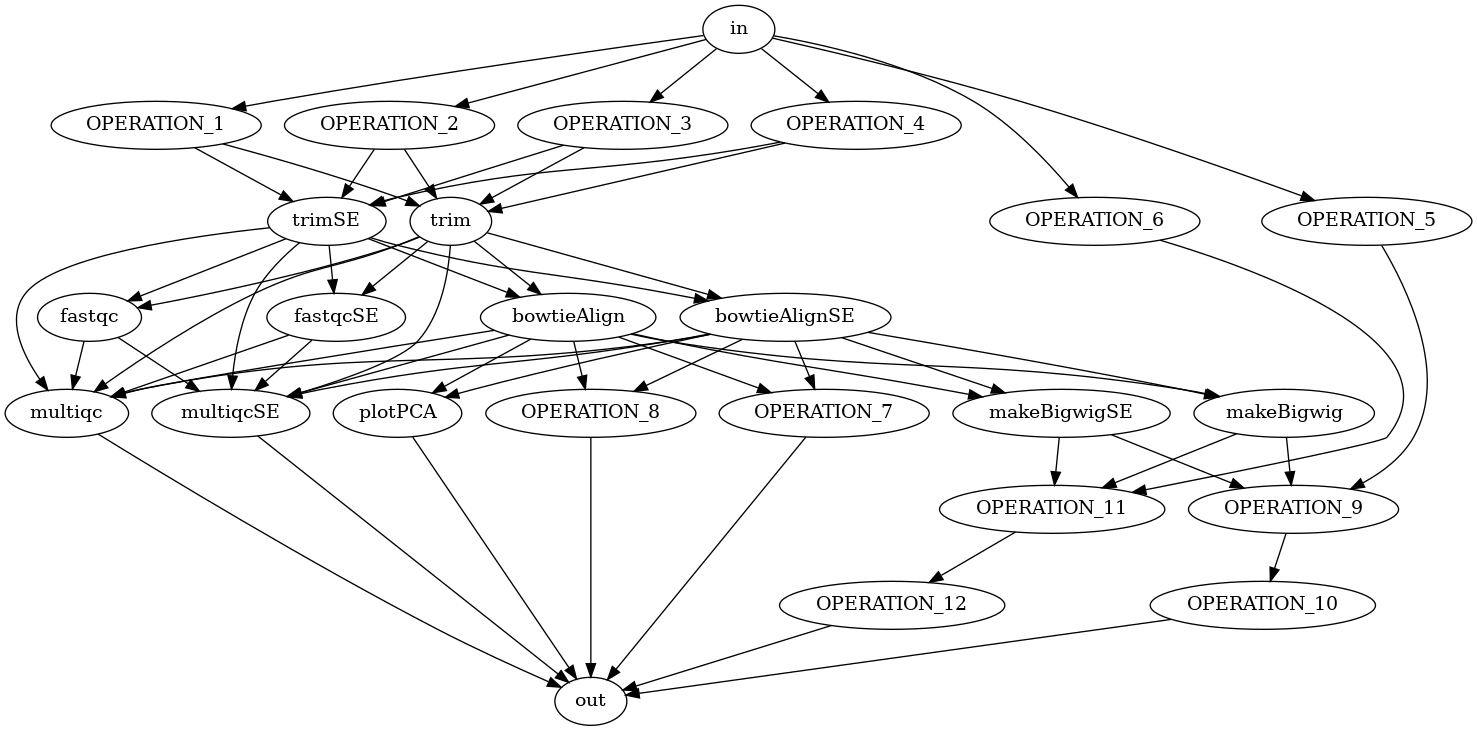 in
OPERATION_1
OPERATION_2
OPERATION_3
OPERATION_4
trimSE
trim
OPERATION_6
OPERATION_5
fastqc
fastqcSE
bowtieAlign
bowtieAlignSE
multiqc
multiqcSE
plotPCA
OPERATION_8
OPERATION_7
makeBigwigSE
makeBigwig
OPERATION_11
OPERATION_9
OPERATION_12
OPERATION_10
out